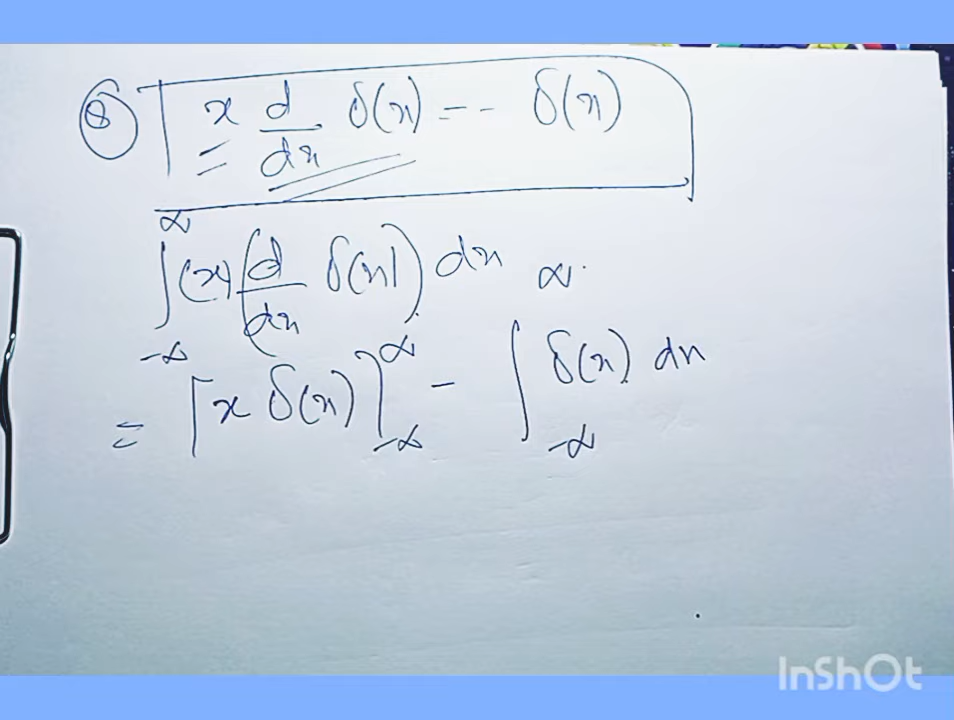 ⑧ x d/dx δ(x) = - δ(x)
∫_{-∞}^{∞} (x) (d/dx δ(x)) dx
= [x δ(x)]_{-∞}^{∞} - ∫_{-∞}^{∞} δ(x) dx
InShOt